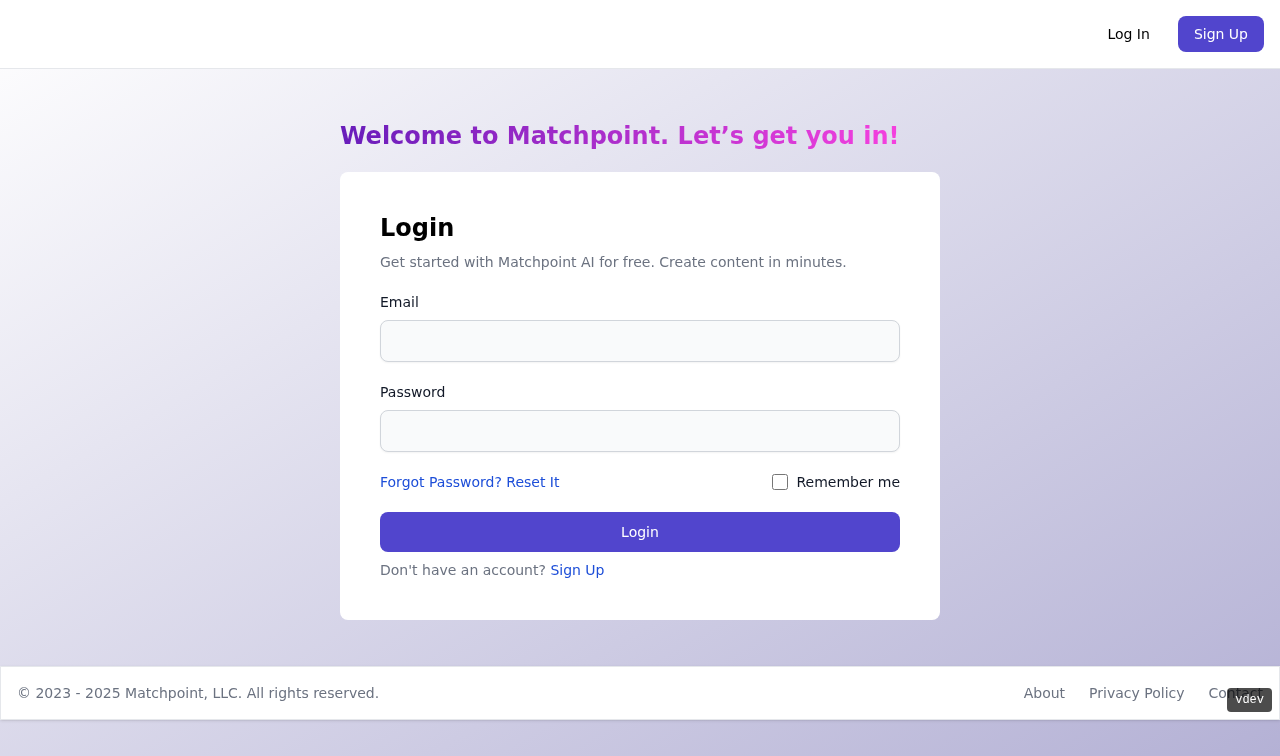 Log In
Sign Up
Welcome to Matchpoint. Let’s get you in!
Login
Get started with Matchpoint AI for free. Create content in minutes.
Email
Password
Forgot Password? Reset It
Remember me
Login
Don't have an account? Sign Up
© 2023 - 2025 Matchpoint, LLC. All rights reserved.
About
Privacy Policy
Contact
vdev